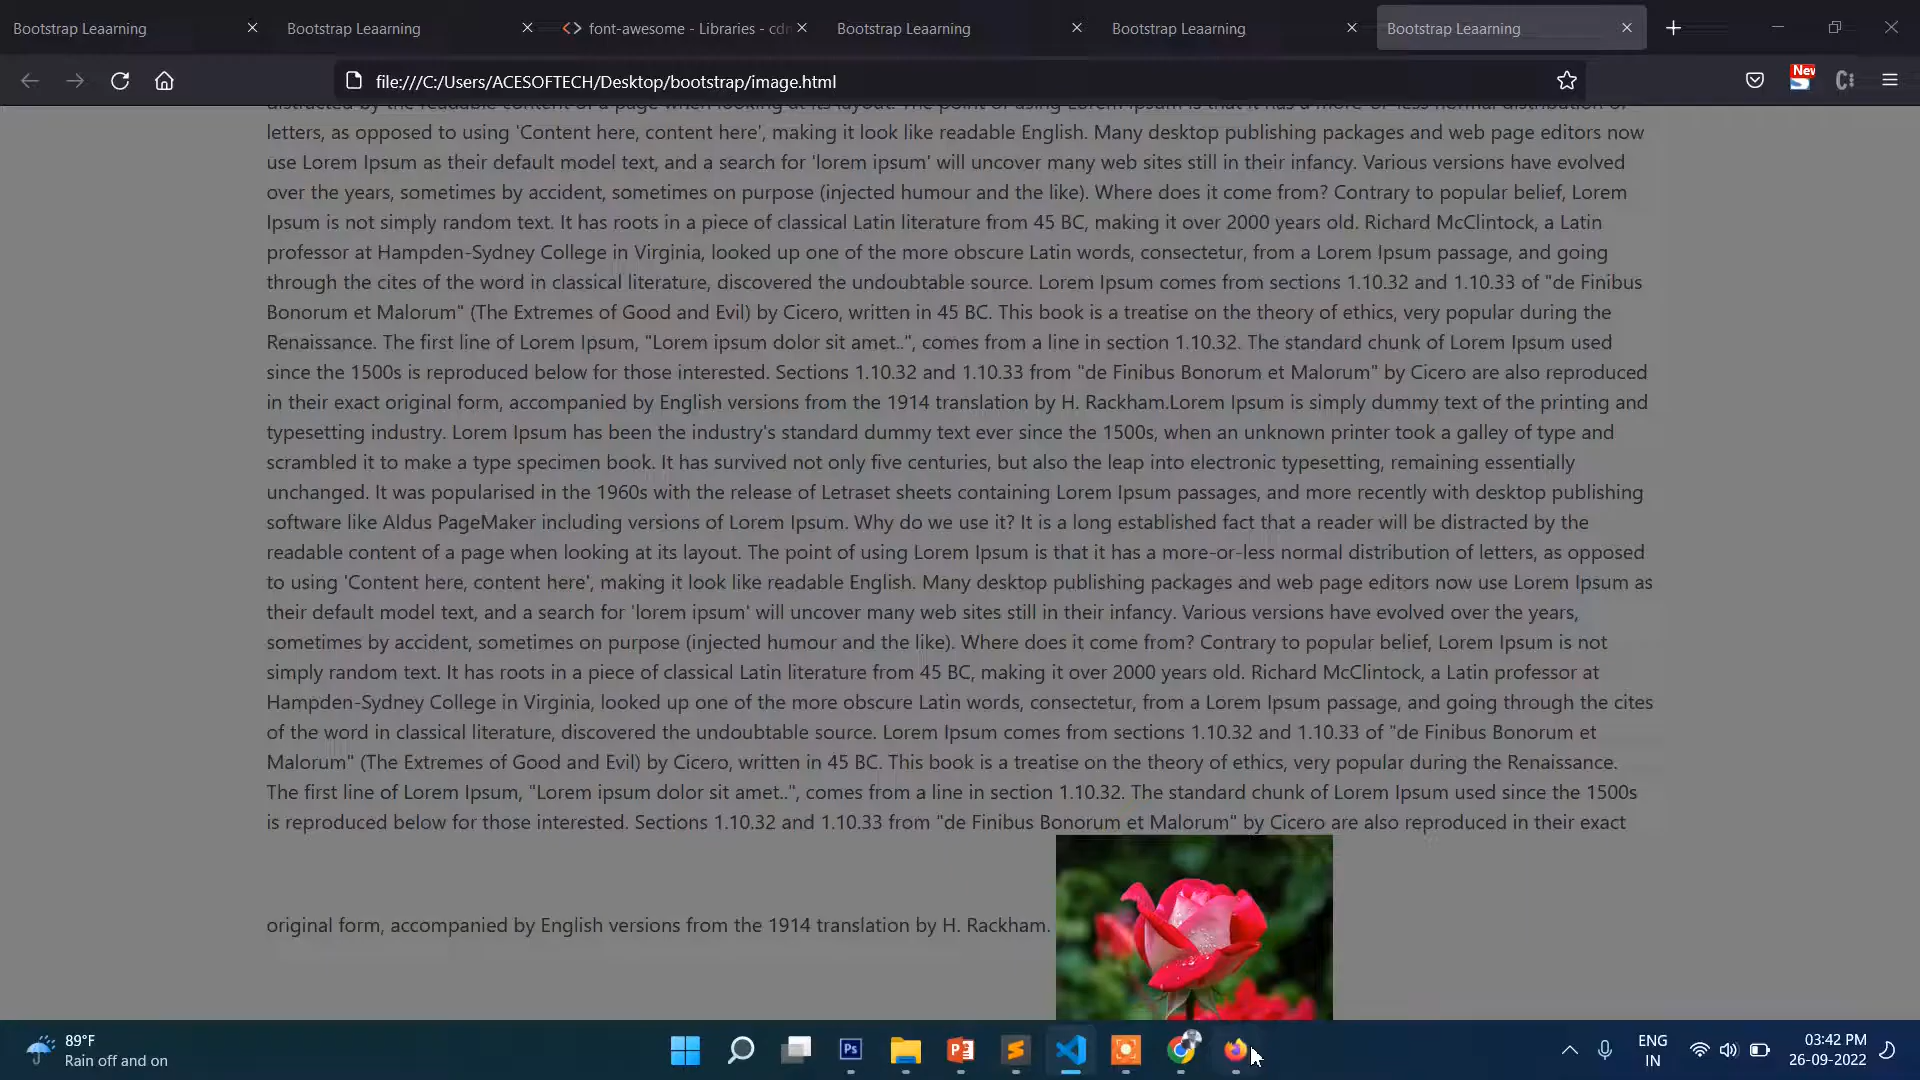 Bootstrap Leaarning
Bootstrap Leaarning
font-awesome - Libraries - cdn
Bootstrap Leaarning
Bootstrap Leaarning
Bootstrap Leaarning
file:///C:/Users/ACESOFTECH/Desktop/bootstrap/image.html
New
distracted by the readable content of a page when looking at its layout. The point of using Lorem Ipsum is that it has a more-or-less normal distribution of
letters, as opposed to using 'Content here, content here', making it look like readable English. Many desktop publishing packages and web page editors now
use Lorem Ipsum as their default model text, and a search for 'lorem ipsum' will uncover many web sites still in their infancy. Various versions have evolved
over the years, sometimes by accident, sometimes on purpose (injected humour and the like). Where does it come from? Contrary to popular belief, Lorem
Ipsum is not simply random text. It has roots in a piece of classical Latin literature from 45 BC, making it over 2000 years old. Richard McClintock, a Latin
professor at Hampden-Sydney College in Virginia, looked up one of the more obscure Latin words, consectetur, from a Lorem Ipsum passage, and going
through the cites of the word in classical literature, discovered the undoubtable source. Lorem Ipsum comes from sections 1.10.32 and 1.10.33 of "de Finibus
Bonorum et Malorum" (The Extremes of Good and Evil) by Cicero, written in 45 BC. This book is a treatise on the theory of ethics, very popular during the
Renaissance. The first line of Lorem Ipsum, "Lorem ipsum dolor sit amet..", comes from a line in section 1.10.32. The standard chunk of Lorem Ipsum used
since the 1500s is reproduced below for those interested. Sections 1.10.32 and 1.10.33 from "de Finibus Bonorum et Malorum" by Cicero are also reproduced
in their exact original form, accompanied by English versions from the 1914 translation by H. Rackham.Lorem Ipsum is simply dummy text of the printing and
typesetting industry. Lorem Ipsum has been the industry's standard dummy text ever since the 1500s, when an unknown printer took a galley of type and
scrambled it to make a type specimen book. It has survived not only five centuries, but also the leap into electronic typesetting, remaining essentially
unchanged. It was popularised in the 1960s with the release of Letraset sheets containing Lorem Ipsum passages, and more recently with desktop publishing
software like Aldus PageMaker including versions of Lorem Ipsum. Why do we use it? It is a long established fact that a reader will be distracted by the
readable content of a page when looking at its layout. The point of using Lorem Ipsum is that it has a more-or-less normal distribution of letters, as opposed
to using 'Content here, content here', making it look like readable English. Many desktop publishing packages and web page editors now use Lorem Ipsum as
their default model text, and a search for 'lorem ipsum' will uncover many web sites still in their infancy. Various versions have evolved over the years,
sometimes by accident, sometimes on purpose (injected humour and the like). Where does it come from? Contrary to popular belief, Lorem Ipsum is not
simply random text. It has roots in a piece of classical Latin literature from 45 BC, making it over 2000 years old. Richard McClintock, a Latin professor at
Hampden-Sydney College in Virginia, looked up one of the more obscure Latin words, consectetur, from a Lorem Ipsum passage, and going through the cites
of the word in classical literature, discovered the undoubtable source. Lorem Ipsum comes from sections 1.10.32 and 1.10.33 of "de Finibus Bonorum et
Malorum" (The Extremes of Good and Evil) by Cicero, written in 45 BC. This book is a treatise on the theory of ethics, very popular during the Renaissance.
The first line of Lorem Ipsum, "Lorem ipsum dolor sit amet..", comes from a line in section 1.10.32. The standard chunk of Lorem Ipsum used since the 1500s
is reproduced below for those interested. Sections 1.10.32 and 1.10.33 from "de Finibus Bonorum et Malorum" by Cicero are also reproduced in their exact
original form, accompanied by English versions from the 1914 translation by H. Rackham.
89°F
Rain off and on
Ps
ENG
IN
03:42 PM
26-09-2022